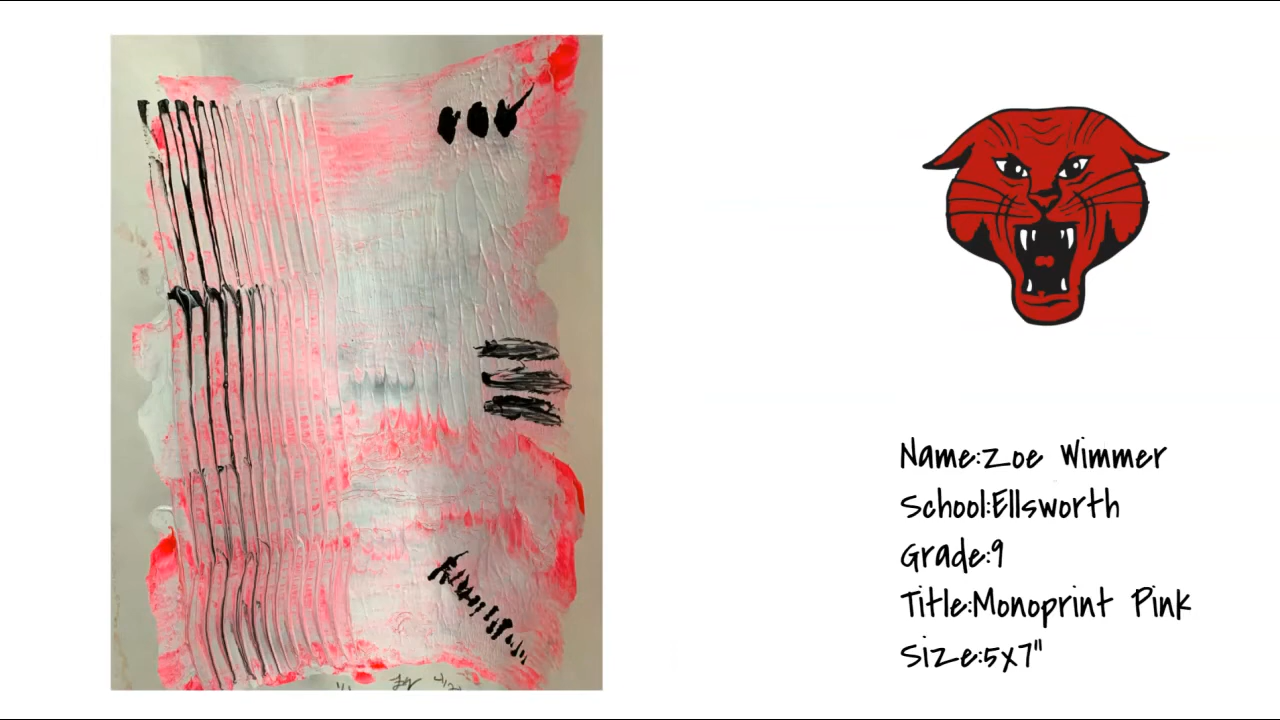 Name:Zoe Wimmer
School:Ellsworth
Grade:9
Title:Monoprint Pink
Size:5x7"